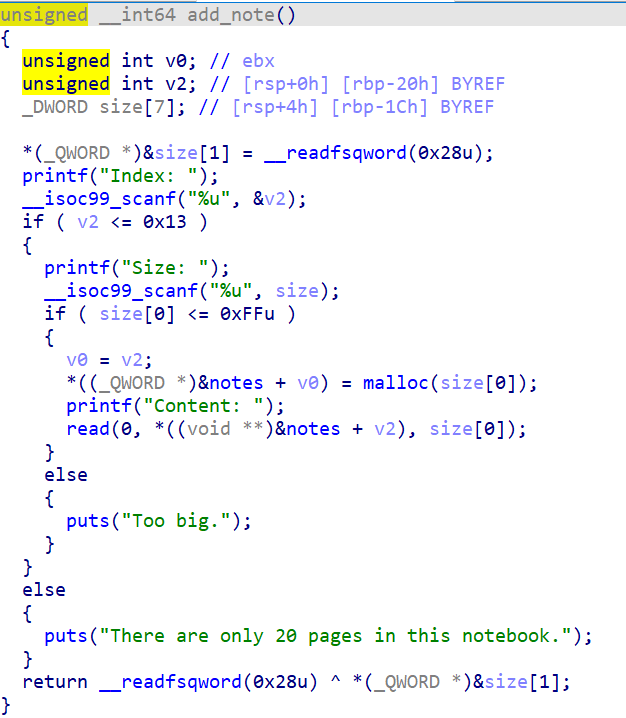 unsigned __int64 add_note()
{
  unsigned int v0; // ebx
  unsigned int v2; // [rsp+0h] [rbp-20h] BYREF
  _DWORD size[7]; // [rsp+4h] [rbp-1Ch] BYREF

  *(_QWORD *)&size[1] = __readfsqword(0x28u);
  printf("Index: ");
  __isoc99_scanf("%u", &v2);
  if ( v2 <= 0x13 )
  {
    printf("Size: ");
    __isoc99_scanf("%u", size);
    if ( size[0] <= 0xFFu )
    {
      v0 = v2;
      *((_QWORD *)&notes + v0) = malloc(size[0]);
      printf("Content: ");
      read(0, *((void **)&notes + v2), size[0]);
    }
    else
    {
      puts("Too big.");
    }
  }
  else
  {
    puts("There are only 20 pages in this notebook.");
  }
  return __readfsqword(0x28u) ^ *(_QWORD *)&size[1];
}